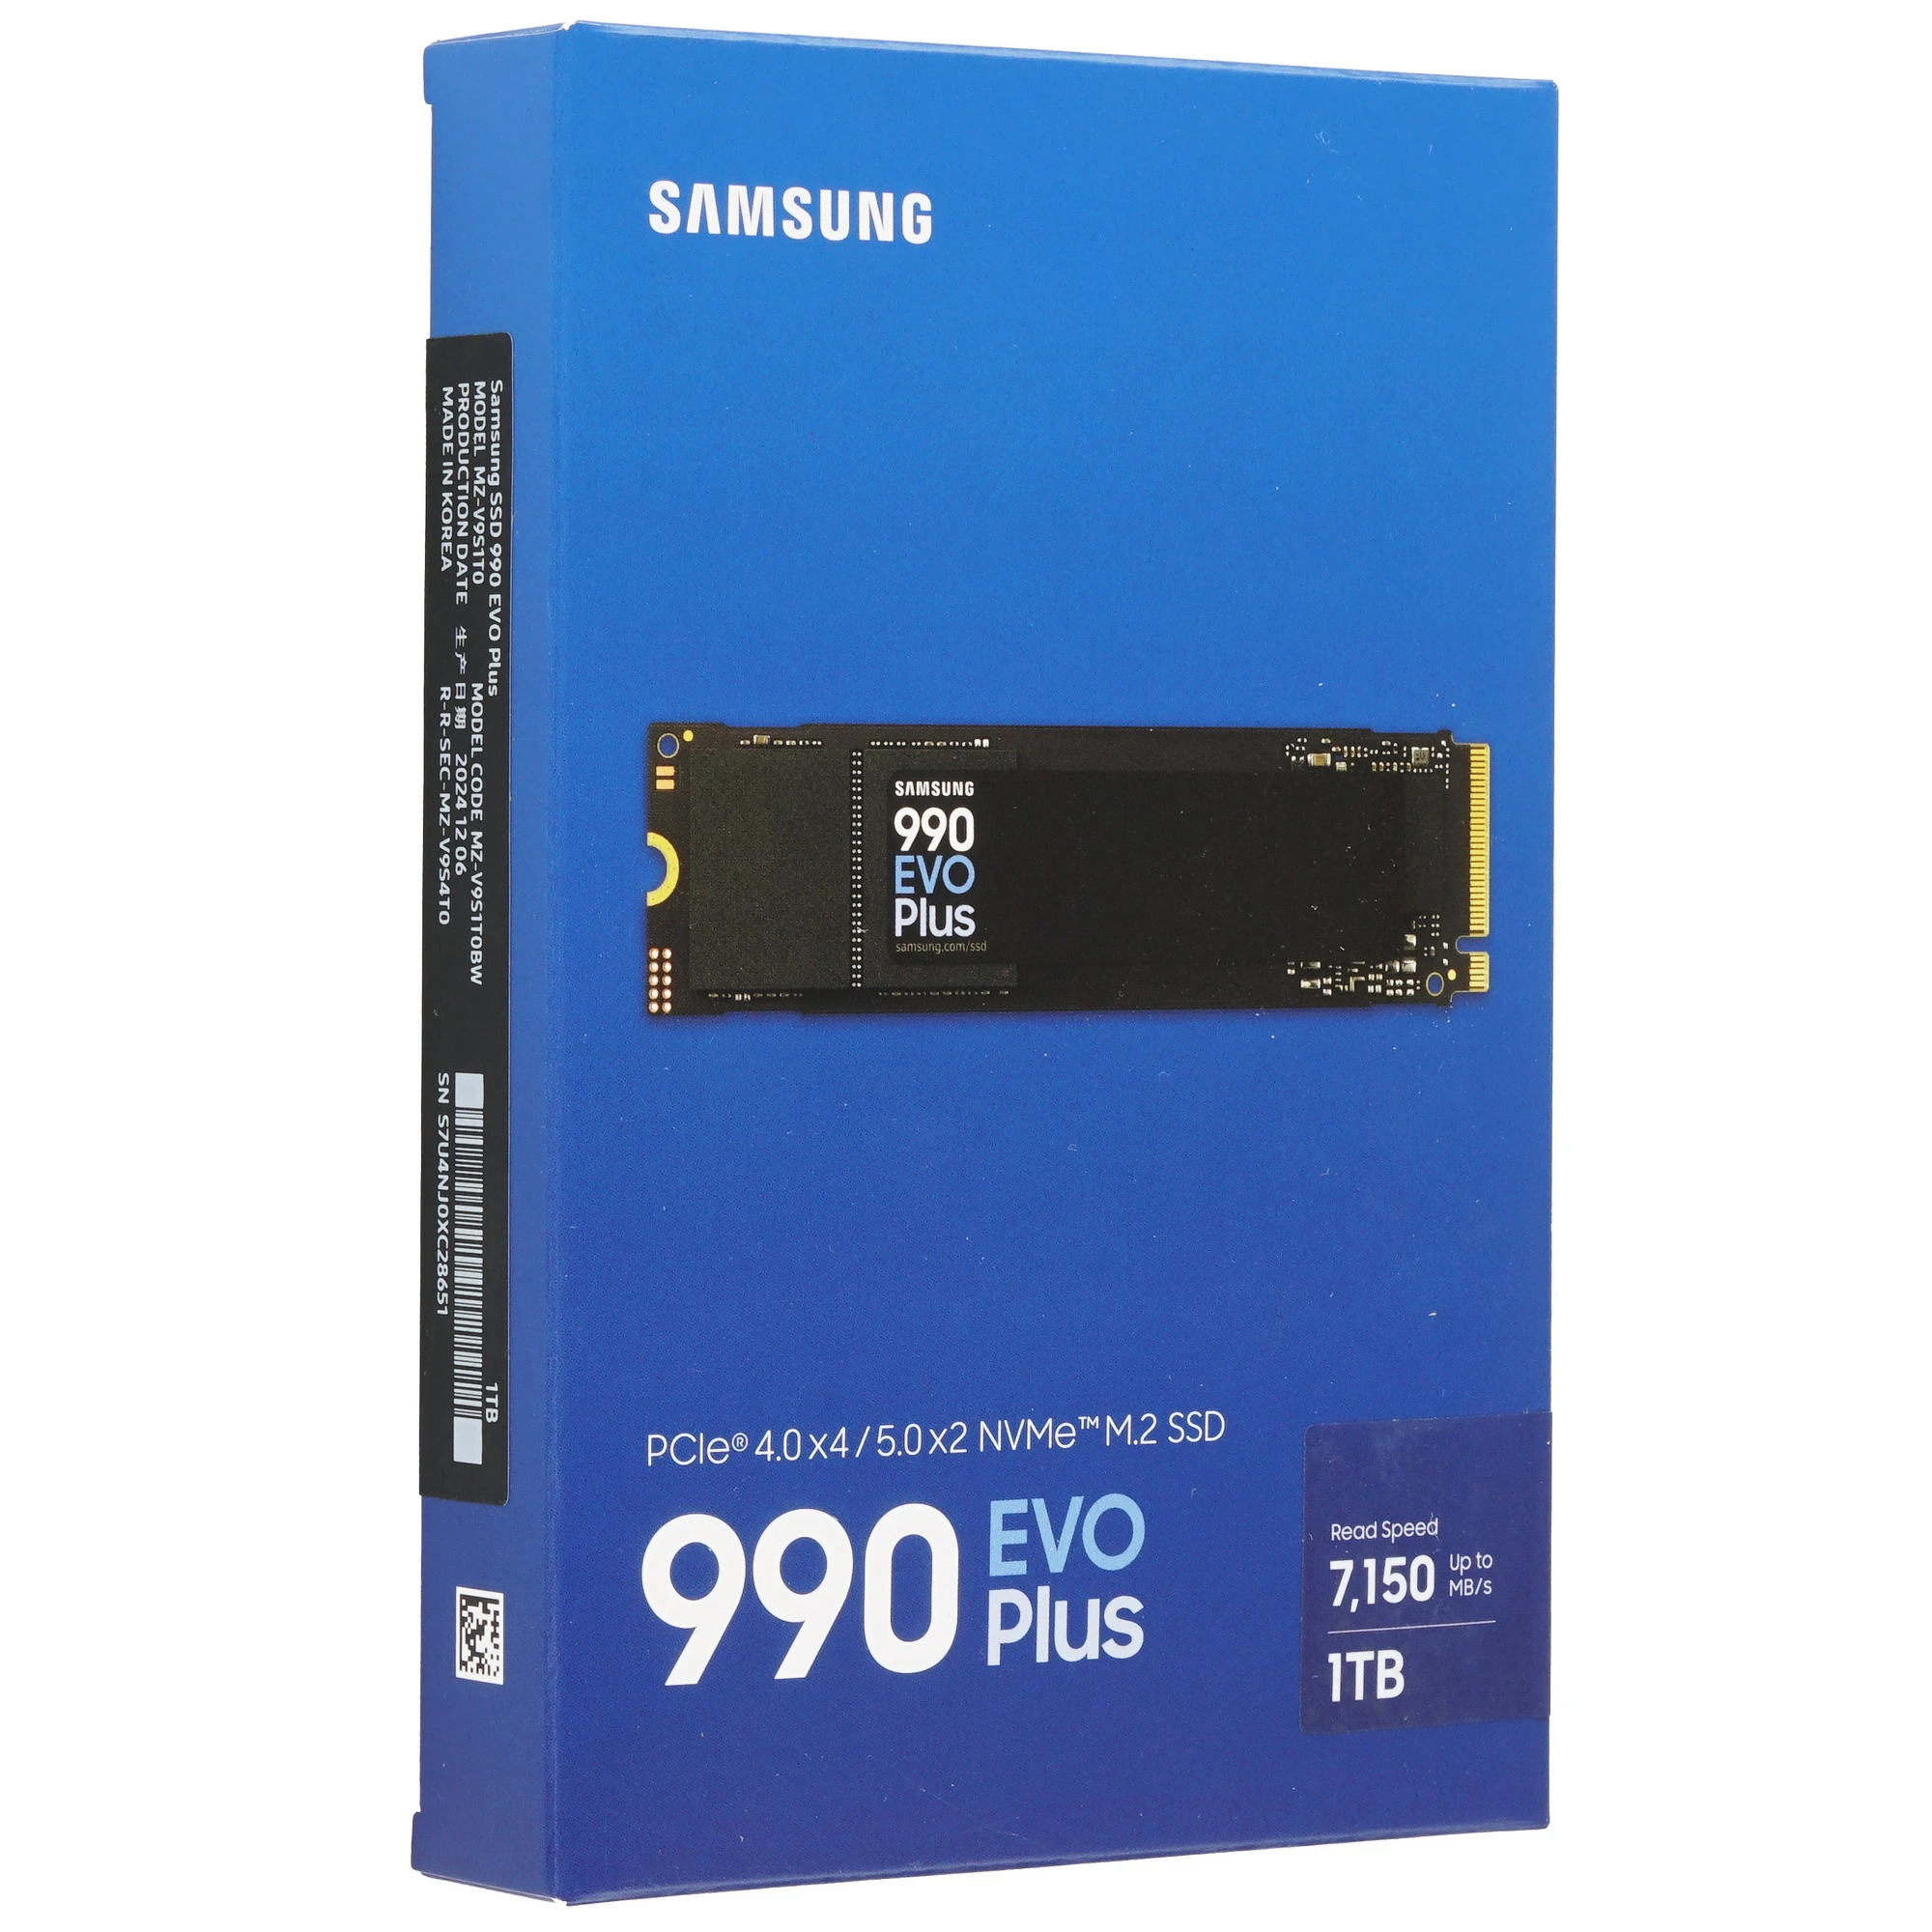 SAMSUNG
SAMSUNG
990
EVO
Plus
samsung.com/ssd
PCIe® 4.0 x4 / 5.0 x2 NVMe™ M.2 SSD
990 EVO
Plus
Read Speed
7,150 Up to
MB/s
1TB
Samsung SSD 990 EVO Plus
MODEL MZ-V9S1T0 MODEL CODE MZ-V9S1T0BW
PRODUCTION DATE 生产日期 2024 12 06
MADE IN KOREA R-R-SEC-MZ-V9S4T0
1TB
SN S7U4NJ0XC28651